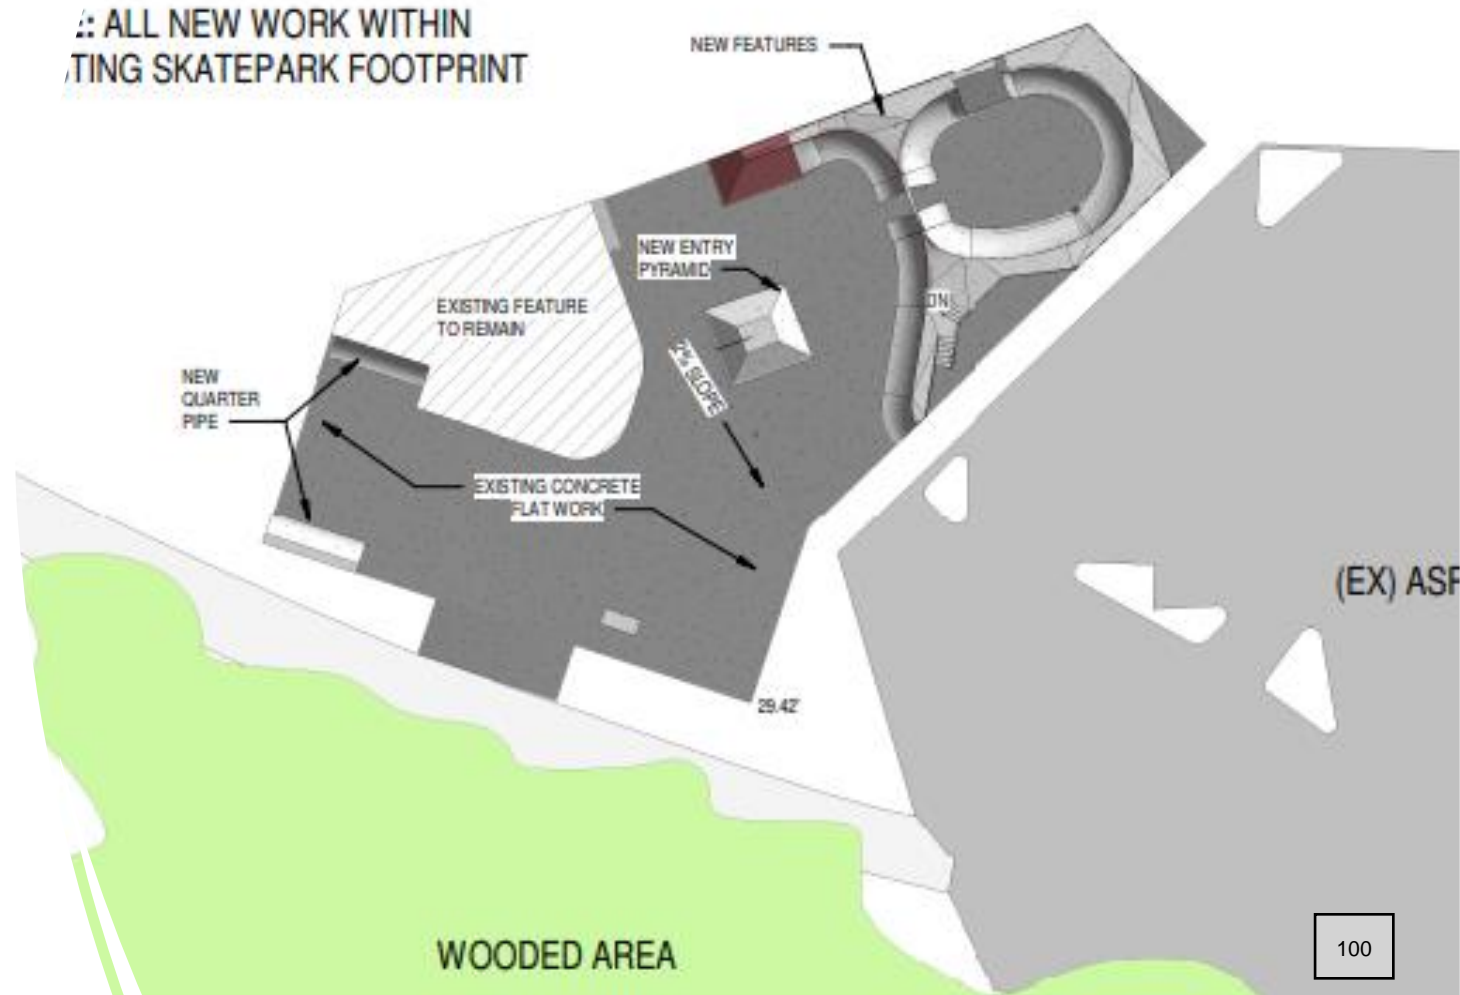 : ALL NEW WORK WITHIN
TING SKATEPARK FOOTPRINT
NEW FEATURES
NEW ENTRY
PYRAMID
EXISTING FEATURE
TO REMAIN
DN
2% SLOPE
NEW
QUARTER
PIPE
EXISTING CONCRETE
FLAT WORK
(EX) ASP
29.42'
WOODED AREA
100